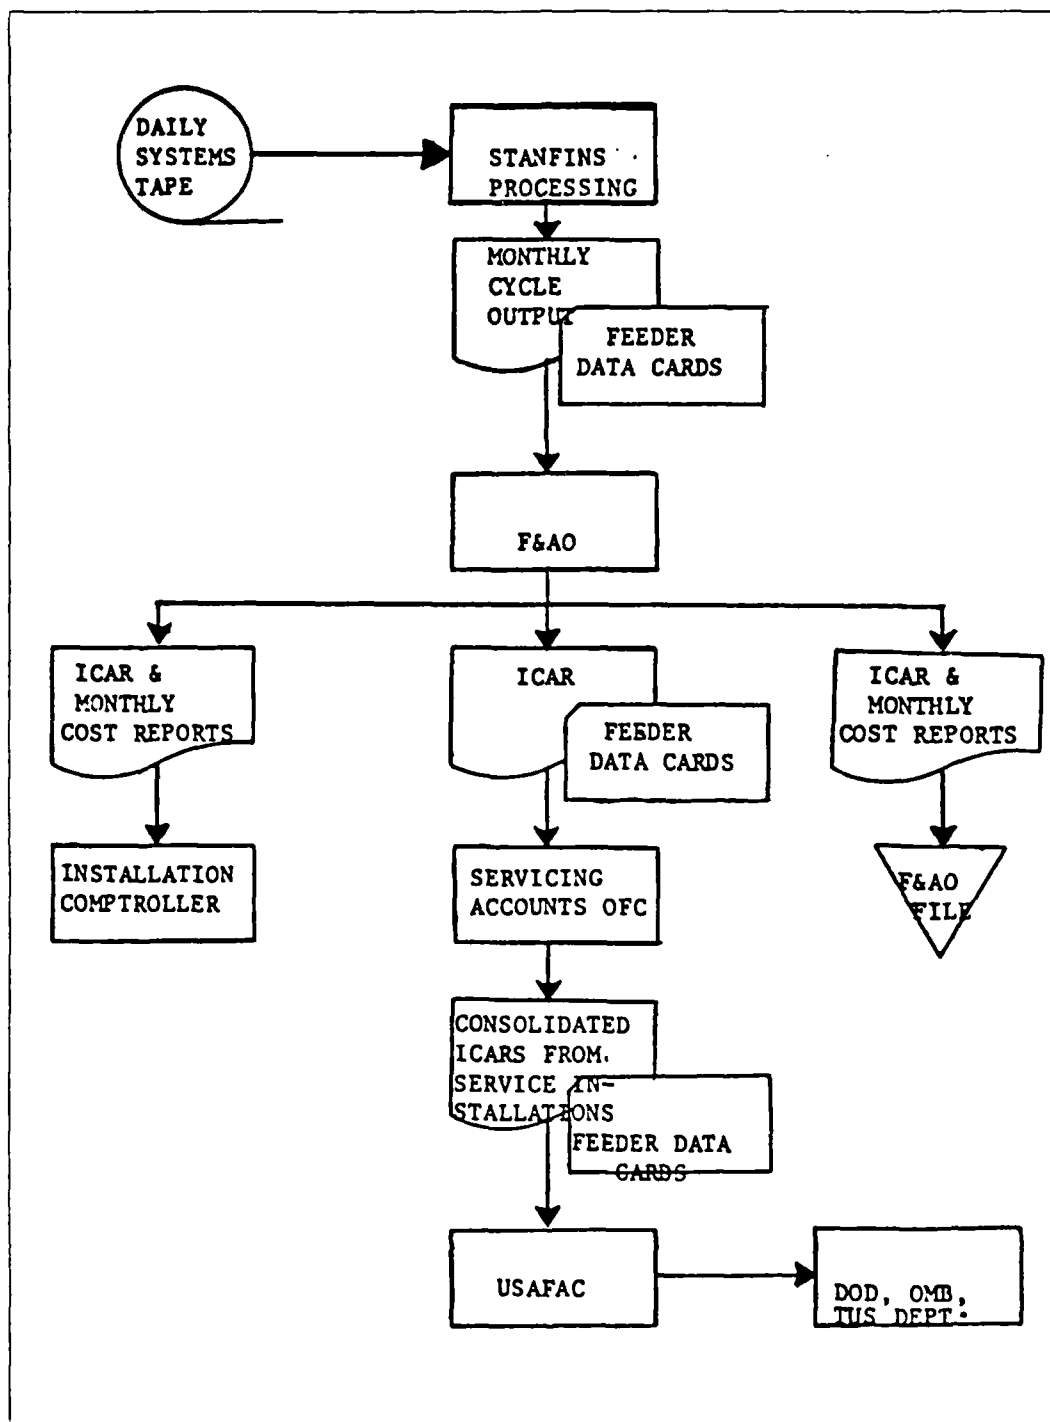 DAILY
SYSTEMS
TAPE
STANFINS
PROCESSING
MONTHLY
CYCLE
OUTPUT
FEEDER
DATA CARDS
F&AO
ICAR &
MONTHLY
COST REPORTS
ICAR
FEEDER
DATA CARDS
ICAR &
MONTHLY
COST REPORTS
INSTALLATION
COMPTROLLER
SERVICING
ACCOUNTS OFC
F&AO
FILE
CONSOLIDATED
ICARS FROM
SERVICE IN-
STALLATIONS
FEEDER DATA
CARDS
USAFAC
DOD, OMB,
TUS DEPT.